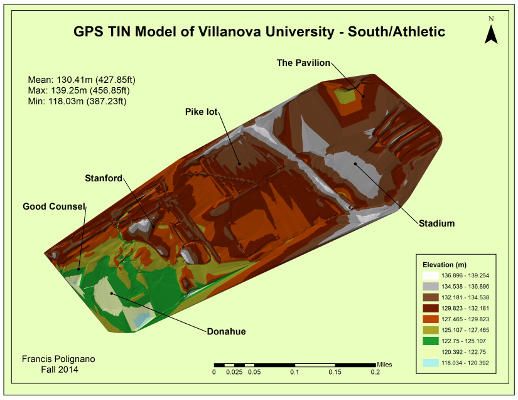 GPS TIN Model of Villanova University - South/Athletic
N
Mean: 130.41m (427.85ft)
Max: 139.25m (456.85ft)
Min: 118.03m (387.23ft)
The Pavilion
Pike lot
Stanford
Good Counsel
Stadium
Donahue
Elevation (m)
136.896 - 139.254
134.538 - 136.896
132.181 - 134.538
129.823 - 132.181
127.465 - 129.823
125.107 - 127.465
122.75 - 125.107
120.392 - 122.75
118.034 - 120.392
Francis Polignano
Fall 2014
Miles
0 0.025 0.05 0.1 0.15 0.2